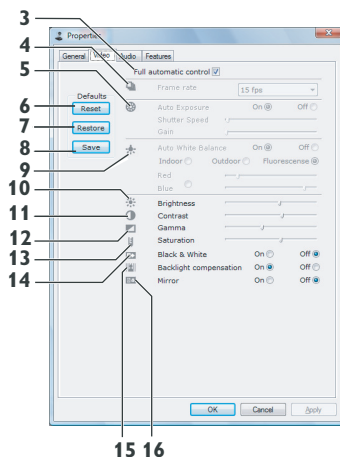 3
4
5
6
7
8
9
10
11
12
13
14
15 16
Properties
General Video Audio Features
Full automatic control
Defaults
Reset
Restore
Save
Frame rate 15 fps
Auto Exposure On Off
Shutter Speed
Gain
Auto White Balance On Off
Indoor Outdoor Fluorescense
Red
Blue
Brightness
Contrast
Gamma
Saturation
Black & White On Off
Backlight compensation On Off
Mirror On Off
OK Cancel Apply